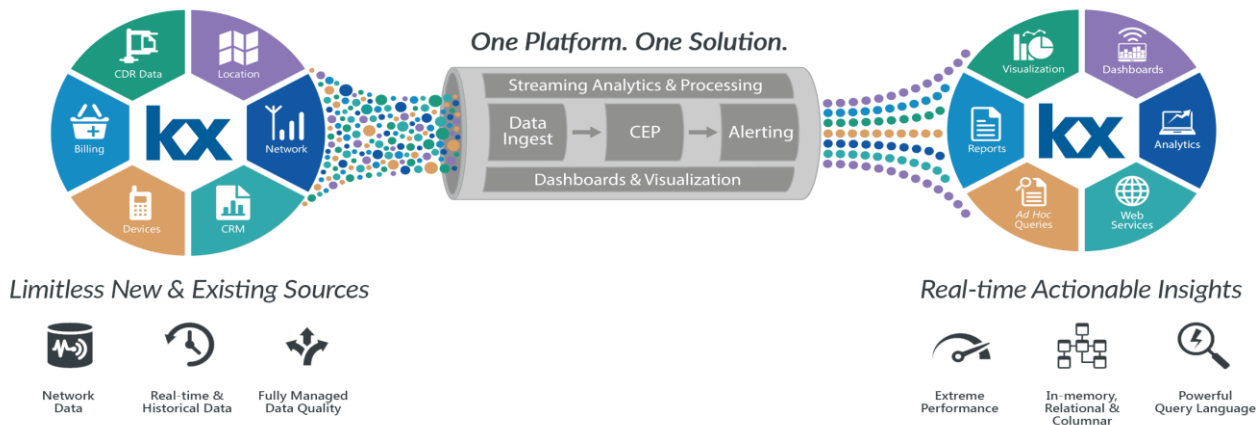 One Platform. One Solution.
CDR Data
Location
Billing
kx
Network
Devices
CRM
Streaming Analytics & Processing
Data
Ingest
CEP
Alerting
Dashboards & Visualization
Visualization
Dashboards
Reports
kx
Analytics
Ad Hoc
Queries
Web
Services
Limitless New & Existing Sources
Network
Data
Real-time &
Historical Data
Fully Managed
Data Quality
Real-time Actionable Insights
Extreme
Performance
In-memory,
Relational &
Columnar
Powerful
Query Language